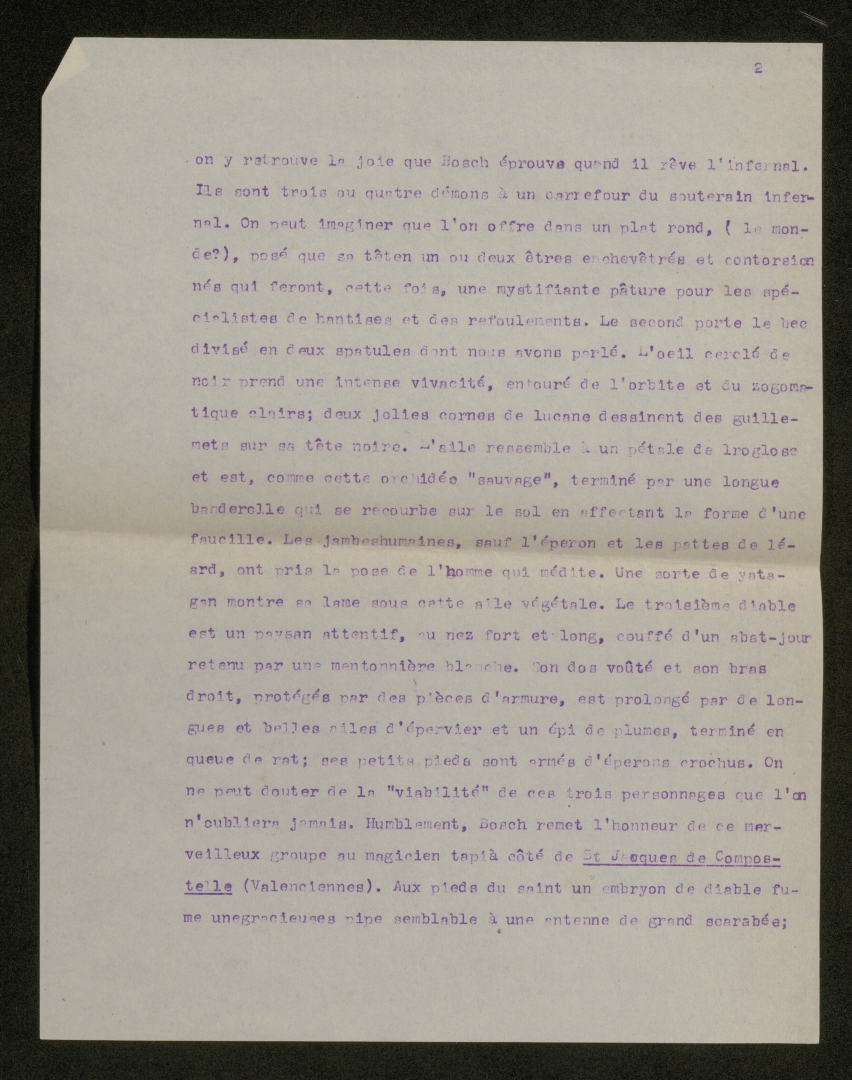 2
on y retrouve la joie que Bosch éprouve quand il rêve l'infernal.
Ils sont trois ou quatre démons à un carrefour du souterain infer-
nal. On peut imaginer que l'on offre dans un plat rond, ( le mon-
de?), posé que sa têten un ou deux êtres enchevêtrés et contorsion
nés qui feront, cette fois, une mystifiante pâture pour les spé-
cialistes de hantises et des refoulements. Le second porte le bec
divisé en deux spatules dont nous avons parlé. L'oeil cerclé de
noir prend une intense vivacité, entouré de l'orbite et du zogoma-
tique clairs; deux jolies cornes de lucane dessinent des guille-
mets sur sa tête noire. L'aile ressemble à un pétale de lroglose
et est, comme cette orchidée "sauvage", terminé par une longue
banderolle qui se recourbe sur le sol en affectant la forme d'une
faucille. Les jambeshumaines, sauf l'éperon et les pattes de lé-
ard, ont pris la pose de l'homme qui médite. Une sorte de yata-
gan montre sa lame sous cette aile végétale. Le troisième diable
est un paysan attentif, au nez fort et long, couffé d'un abat-jour
retenu par une mentonnière blanche. Son dos voûté et son bras
droit, protégés par des pièces d'armure, est prolongé par de lon-
gues et belles ailes d'épervier et un épi de plumes, terminé en
queue de rat; ses petits pieds sont armés d'éperons crochus. On
ne peut douter de la "viabilité" de ces trois personnages que l'on
n'oubliera jamais. Humblement, Bosch remet l'honneur de ce mer-
veilleux groupe au magicien tapià côté de St Jacques de Compos-
telle (Valenciennes). Aux pieds du saint un embryon de diable fu-
me unegracieuses pipe semblable à une antenne de grand scarabée;